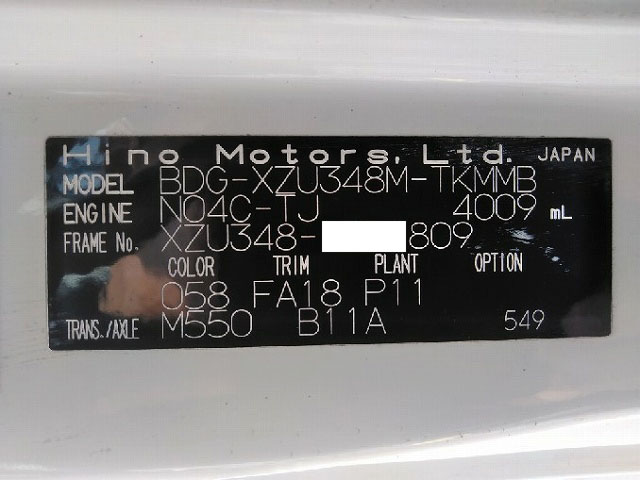 Hino Motors, Ltd. JAPAN
MODEL BDG-XZU348M-TKMMB
ENGINE N04C-TJ 4009 mL
FRAME No. XZU348- 809
COLOR TRIM PLANT OPTION
058 FA18 P11
TRANS./AXLE M550 B11A 549